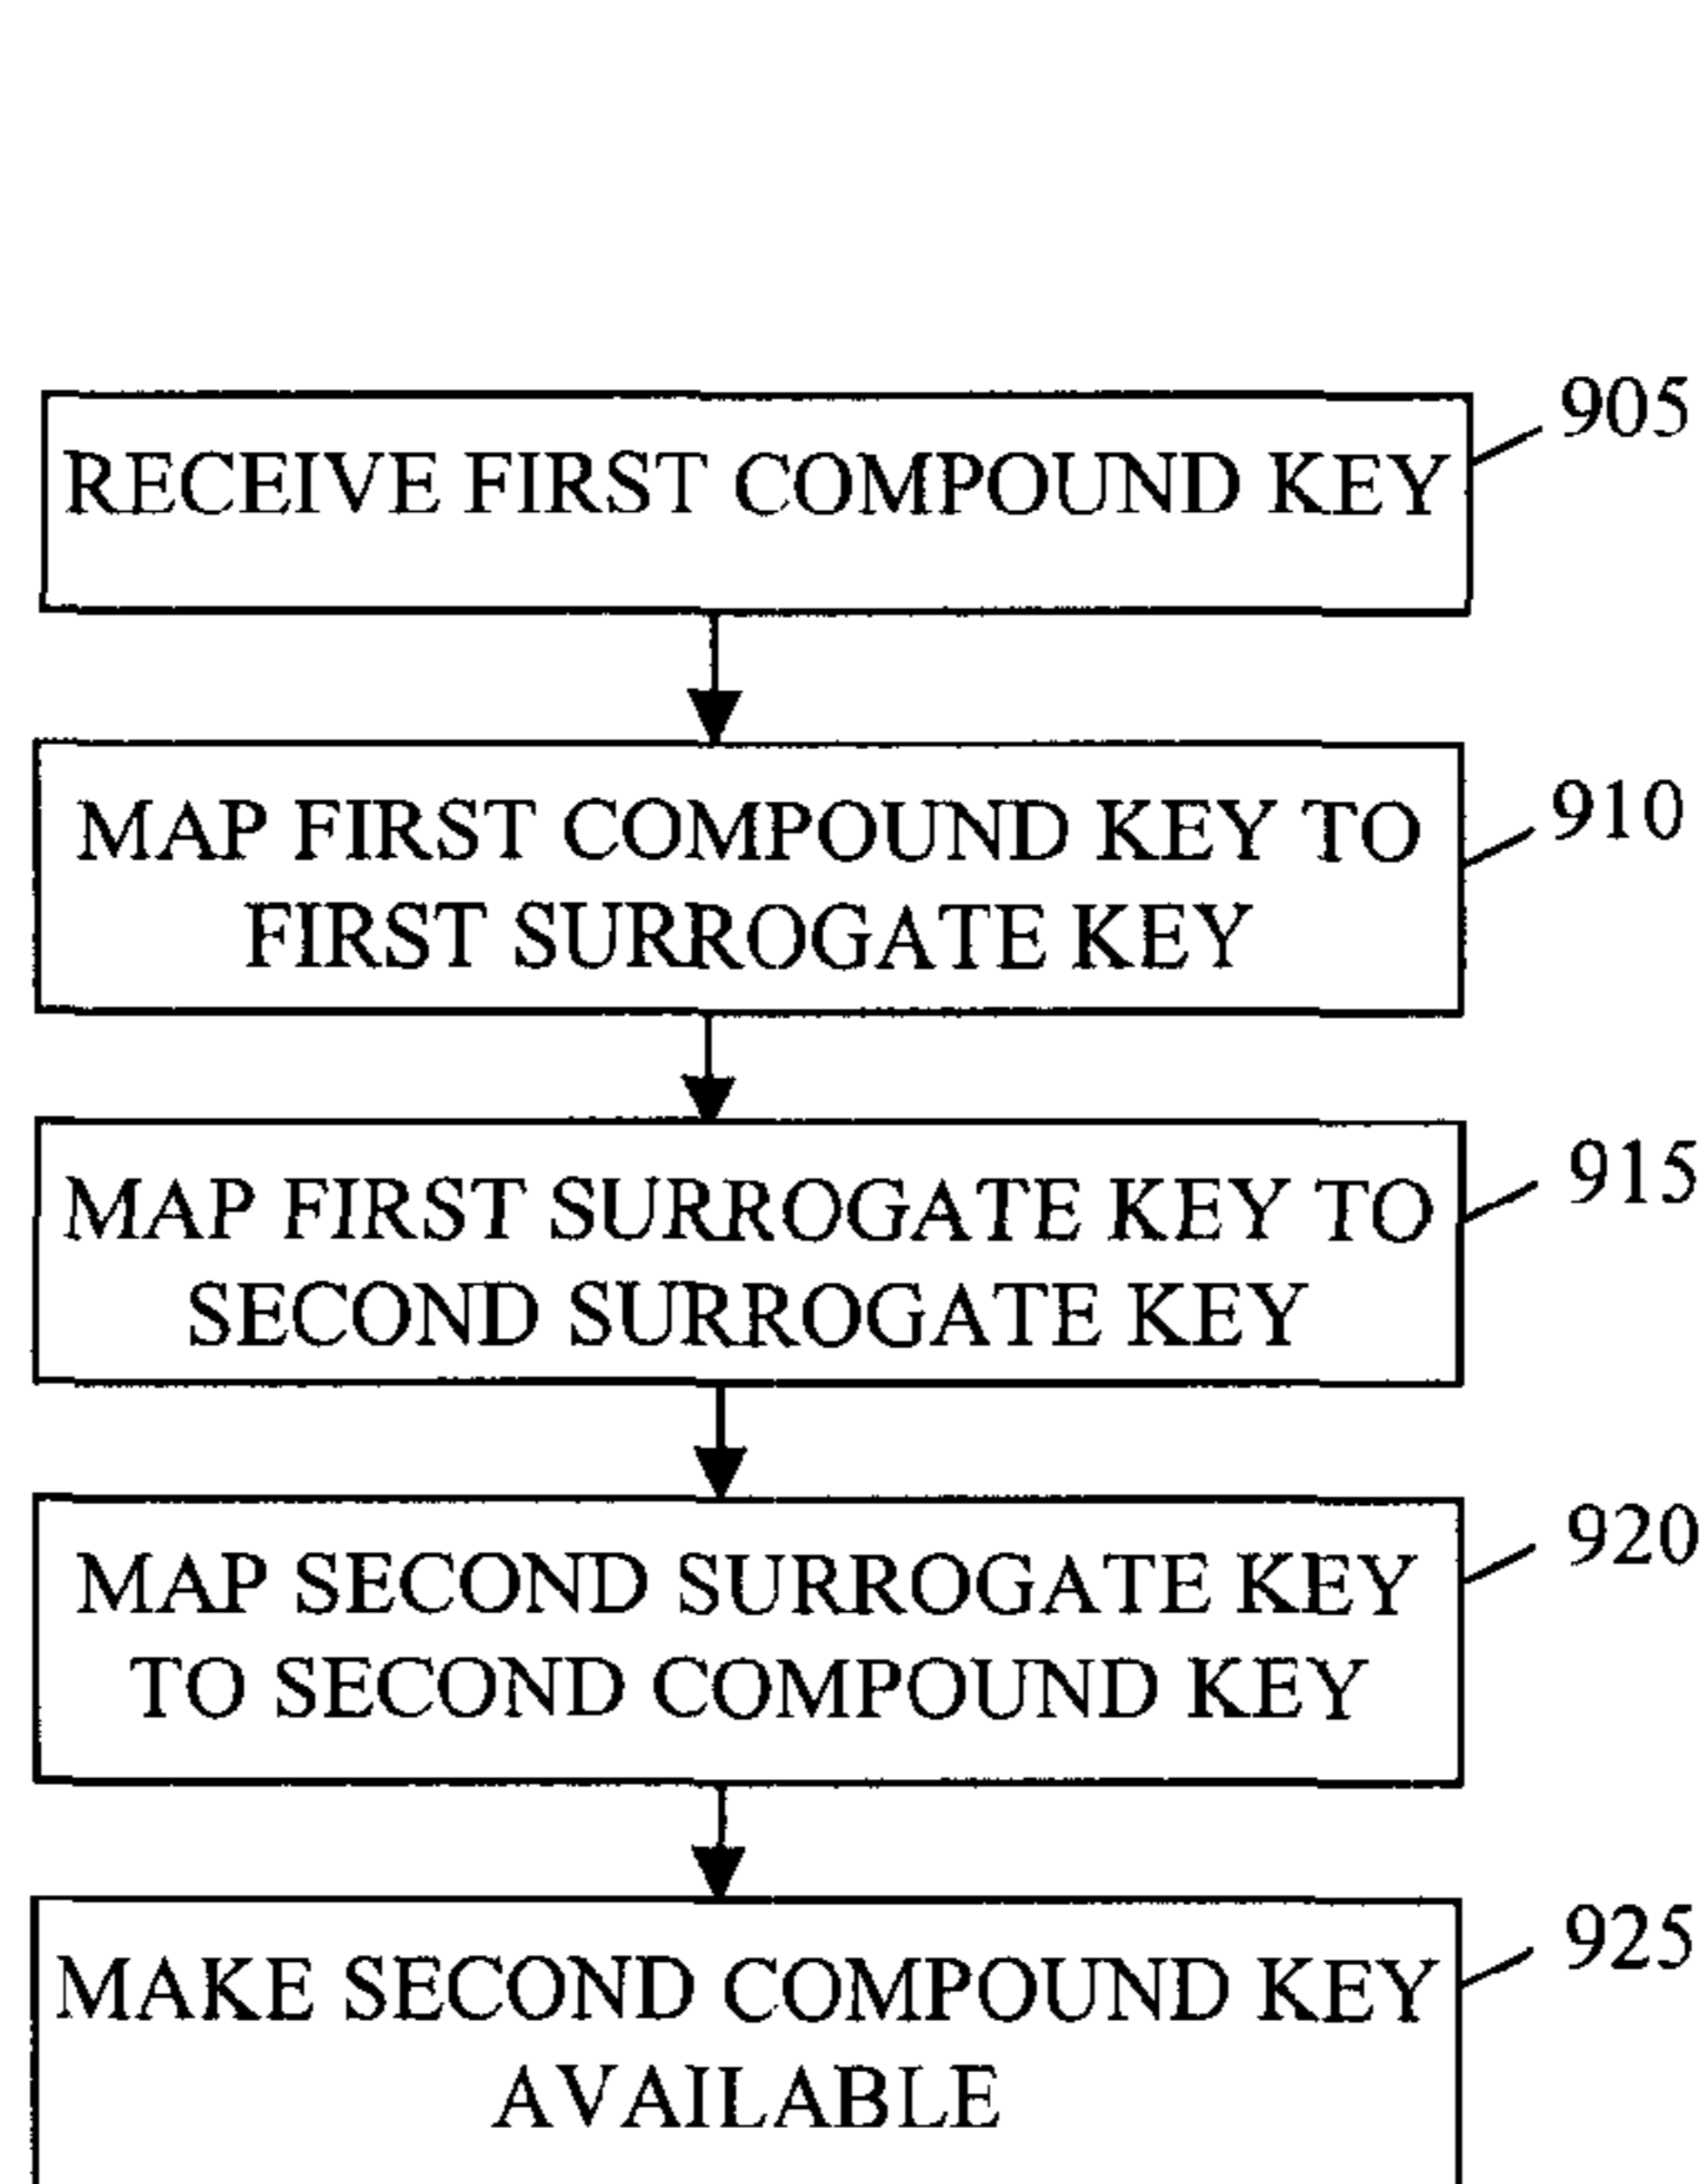 905
RECEIVE FIRST COMPOUND KEY
910
MAP FIRST COMPOUND KEY TO
FIRST SURROGATE KEY
915
MAP FIRST SURROGATE KEY TO
SECOND SURROGATE KEY
920
MAP SECOND SURROGATE KEY
TO SECOND COMPOUND KEY
925
MAKE SECOND COMPOUND KEY
AVAILABLE